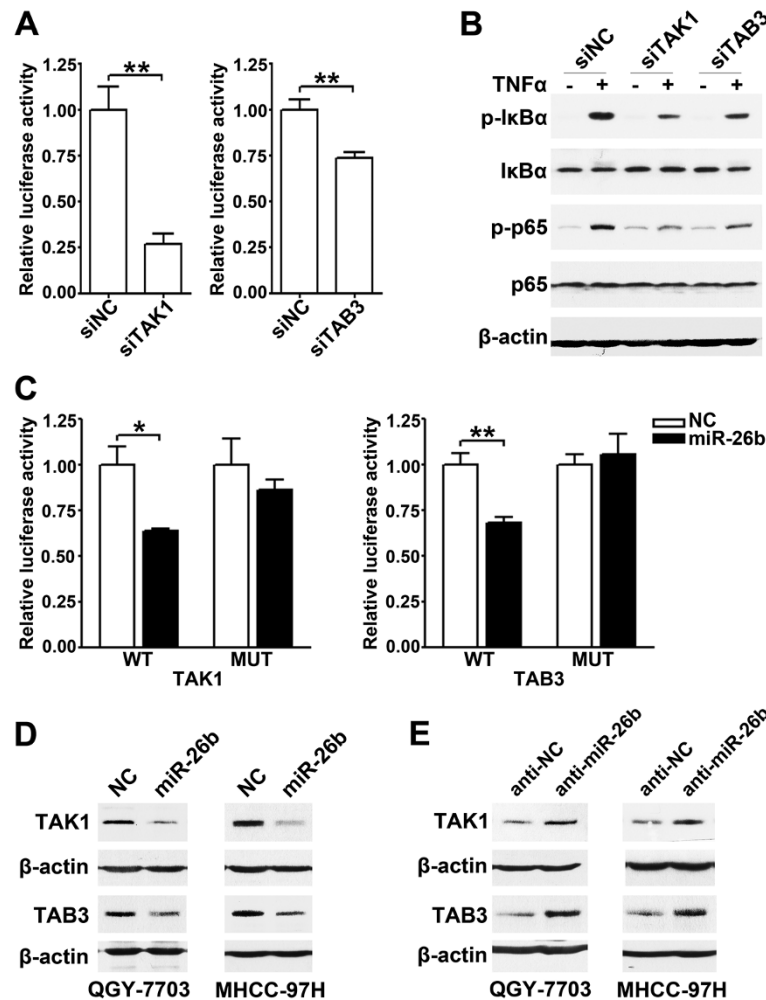 A
Relative luciferase activity
1.25
1.00
0.75
0.50
0.25
0.00
**
siNC
siTAK1
Relative luciferase activity
1.25
1.00
0.75
0.50
0.25
0.00
**
siNC
siTAB3
B
siNC siTAK1 siTAB3
TNFα - + - + - +
p-IκBα
IκBα
p-p65
p65
β-actin
C
Relative luciferase activity
1.25
1.00
0.75
0.50
0.25
0.00
*
WT MUT
TAK1
Relative luciferase activity
1.25
1.00
0.75
0.50
0.25
0.00
**
WT MUT
TAB3
NC
miR-26b
D
NC miR-26b NC miR-26b
TAK1
β-actin
TAB3
β-actin
QGY-7703 MHCC-97H
E
anti-NC anti-miR-26b anti-NC anti-miR-26b
TAK1
β-actin
TAB3
β-actin
QGY-7703 MHCC-97H